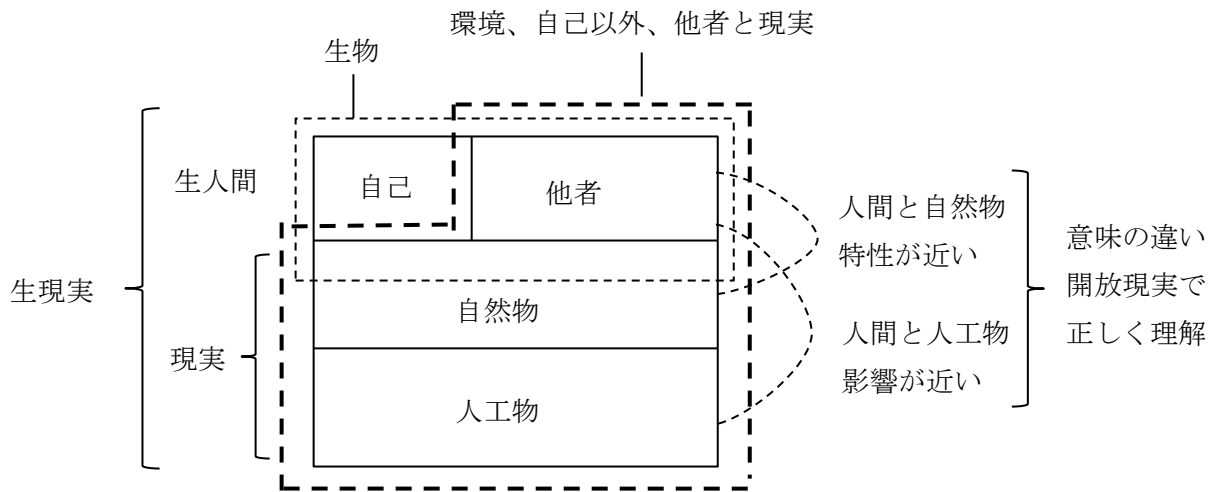 環境、自己以外、他者と現実
生物
生人間
自己
他者
人間と自然物
特性が近い
意味の違い
開放現実で
正しく理解
生現実
自然物
現実
人間と人工物
影響が近い
人工物